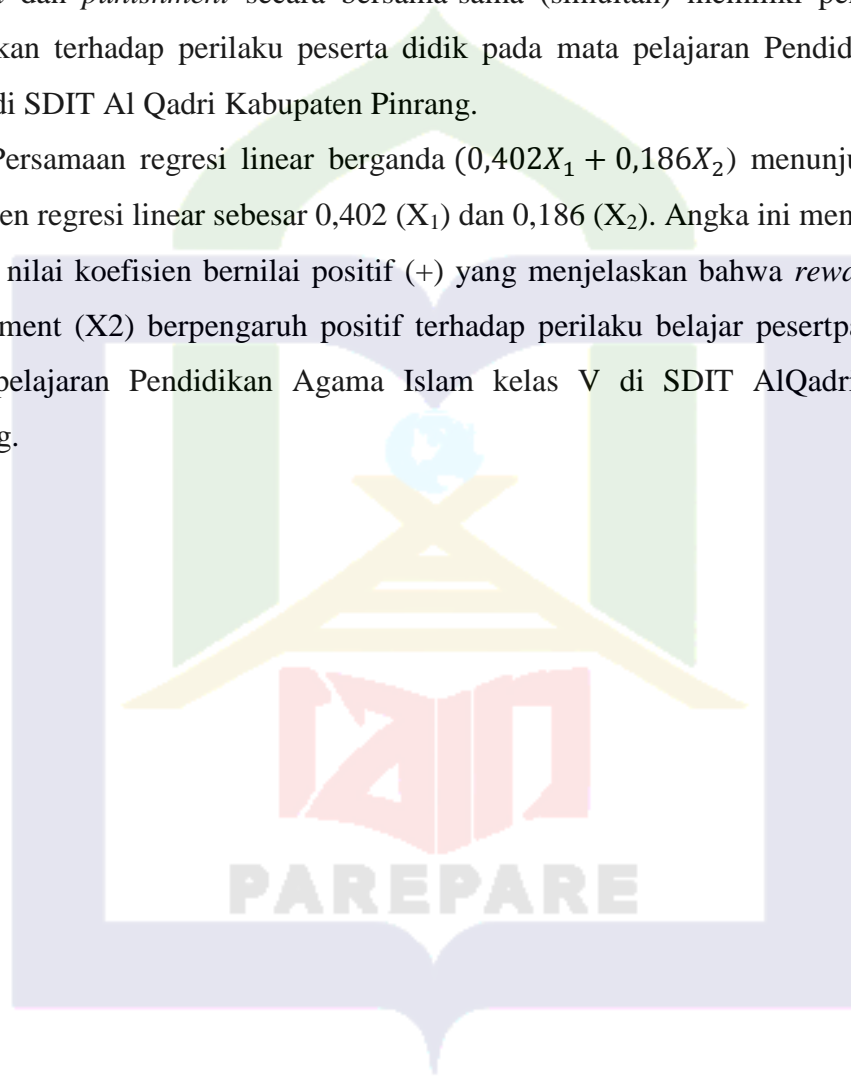 dan punishment secara bersama-sama (simultan) memiliki
kan terhadap perilaku peserta didik pada mata pelajaran Pendid
di SDIT Al Qadri Kabupaten Pinrang.
Persamaan regresi linear berganda (0,402X₁ + 0,186X₂) menunju
en regresi linear sebesar 0,402 (X₁) dan 0,186 (X₂). Angka ini men
nilai koefisien bernilai positif (+) yang menjelaskan bahwa rewa
ment (X2) berpengaruh positif terhadap perilaku belajar pesertpa
pelajaran Pendidikan Agama Islam kelas V di SDIT AlQadri
g.
PAREPARE